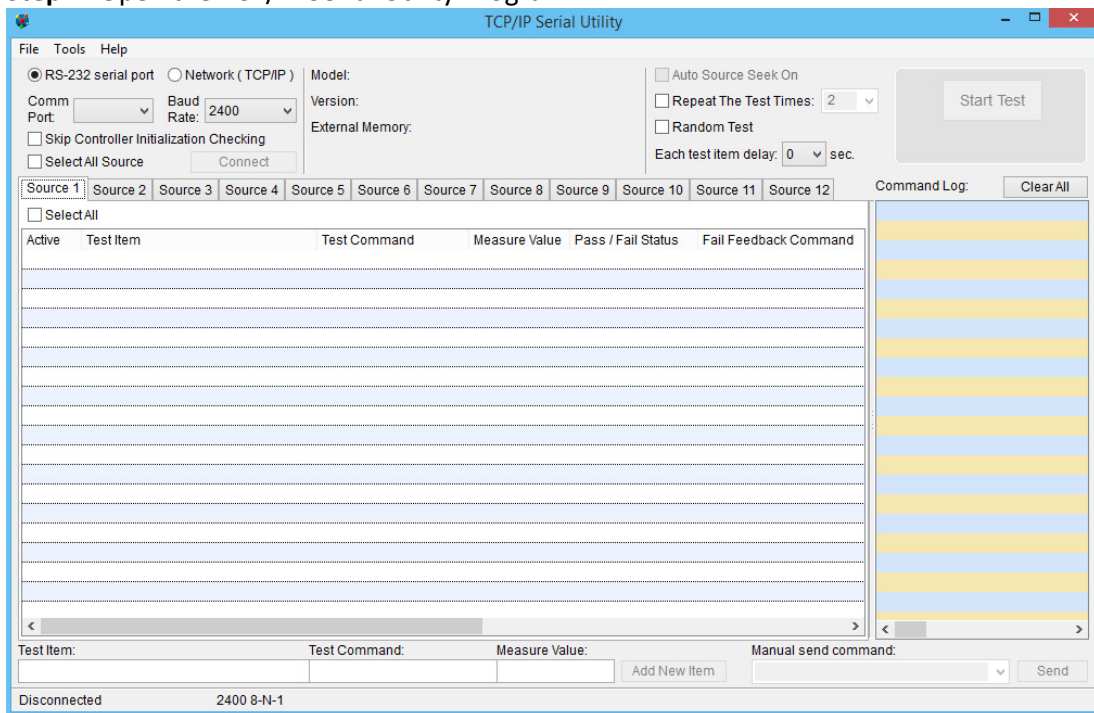 TCP/IP Serial Utility
File Tools Help
RS-232 serial port Network ( TCP/IP )
Comm Port: Baud Rate: 2400
Skip Controller Initialization Checking
Select All Source Connect
Model:
Version:
External Memory:
Auto Source Seek On
Repeat The Test Times: 2
Random Test
Each test item delay: 0 sec.
Start Test
Source 1 Source 2 Source 3 Source 4 Source 5 Source 6 Source 7 Source 8 Source 9 Source 10 Source 11 Source 12
Command Log: Clear All
Select All
Active Test Item Test Command Measure Value Pass / Fail Status Fail Feedback Command
Test Item: Test Command: Measure Value: Manual send command:
Add New Item Send
Disconnected 2400 8-N-1